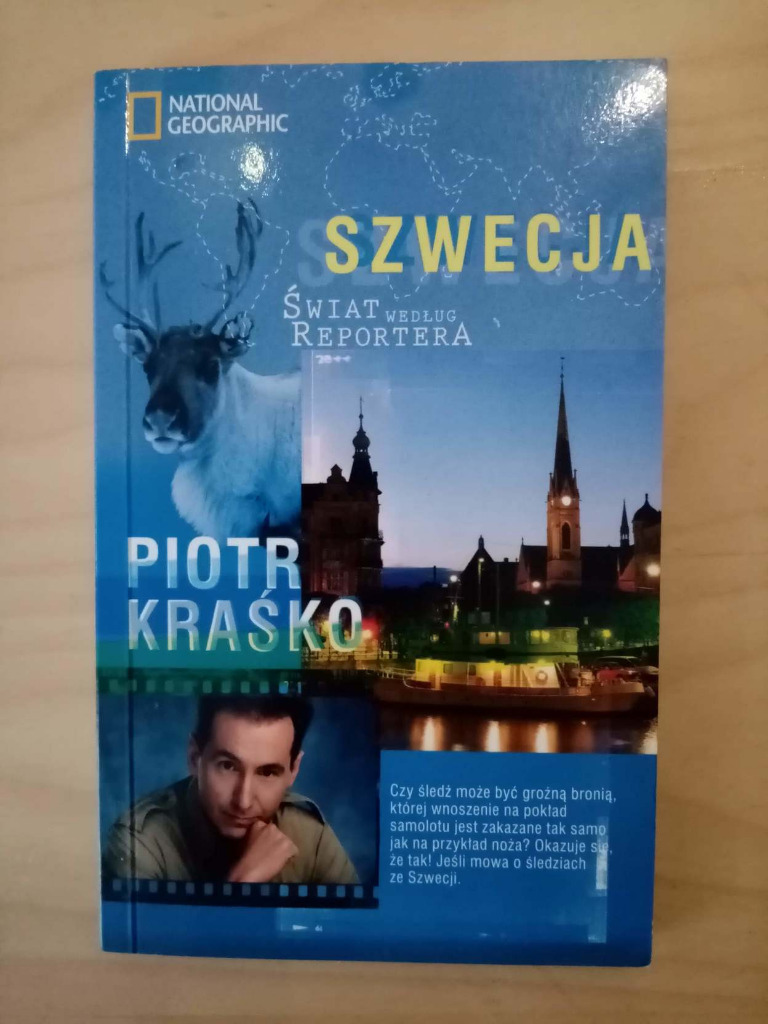 NATIONAL
GEOGRAPHIC
SZWECJA
ŚWIAT WEDŁUG
REPORTERA
PIOTR
KRAŚKO
Czy śledź może być groźną bronią,
której wnoszenie na pokład
samolotu jest zakazane tak samo
jak na przykład noża? Okazuje się,
że tak! Jeśli mowa o śledziach
ze Szwecji.